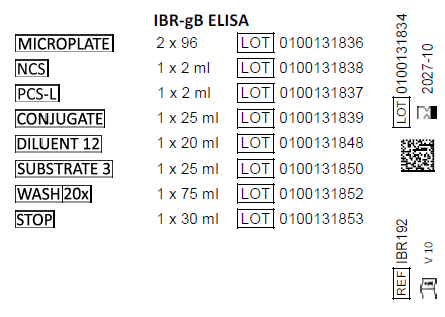 IBR-gB ELISA
MICROPLATE 2 x 96 LOT 0100131836
NCS 1 x 2 ml LOT 0100131838
PCS-L 1 x 2 ml LOT 0100131837
CONJUGATE 1 x 25 ml LOT 0100131839
DILUENT 12 1 x 20 ml LOT 0100131848
SUBSTRATE 3 1 x 25 ml LOT 0100131850
WASH 20x 1 x 75 ml LOT 0100131852
STOP 1 x 30 ml LOT 0100131853
LOT 0100131834
2027-10
REF IBR192
V 10